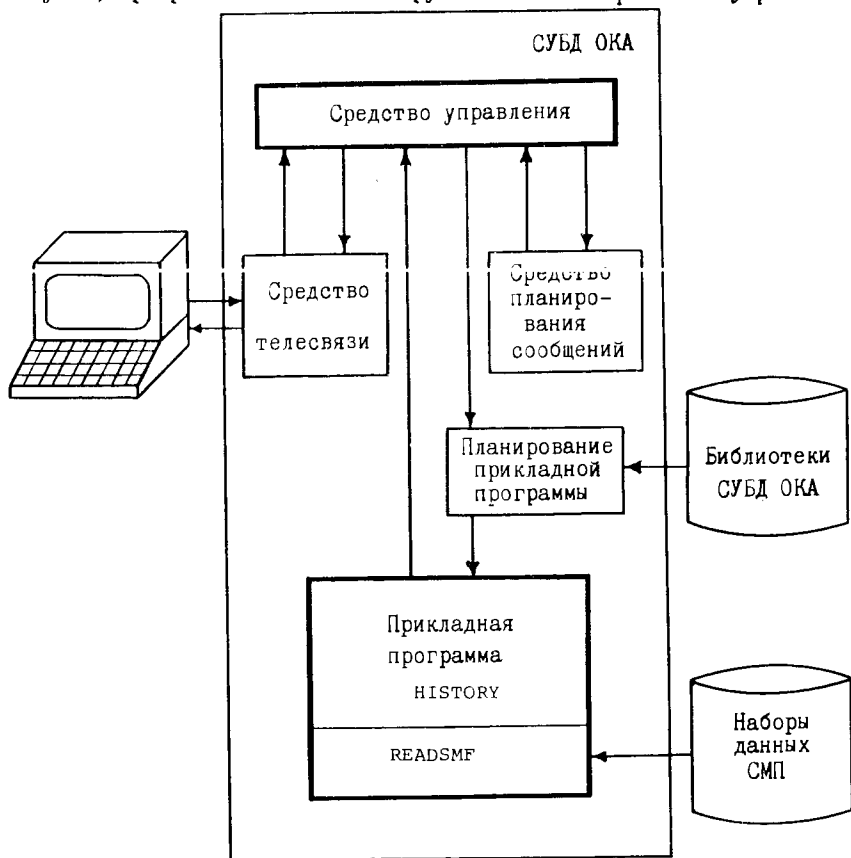 СУБД ОКА
Средство управления
Средство
телесвязи
Средство
планиро-
вания
сообщений
Планирование
прикладной
программы
Библиотеки
СУБД ОКА
Прикладная
программа
HISTORY
READSMF
Наборы
данных
СМП